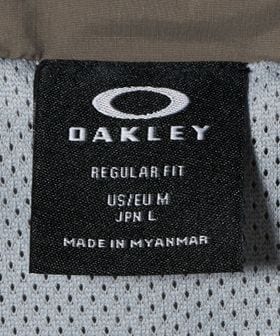 OAKLEY
REGULAR FIT
US/EU M
JPN L
MADE IN MYANMAR